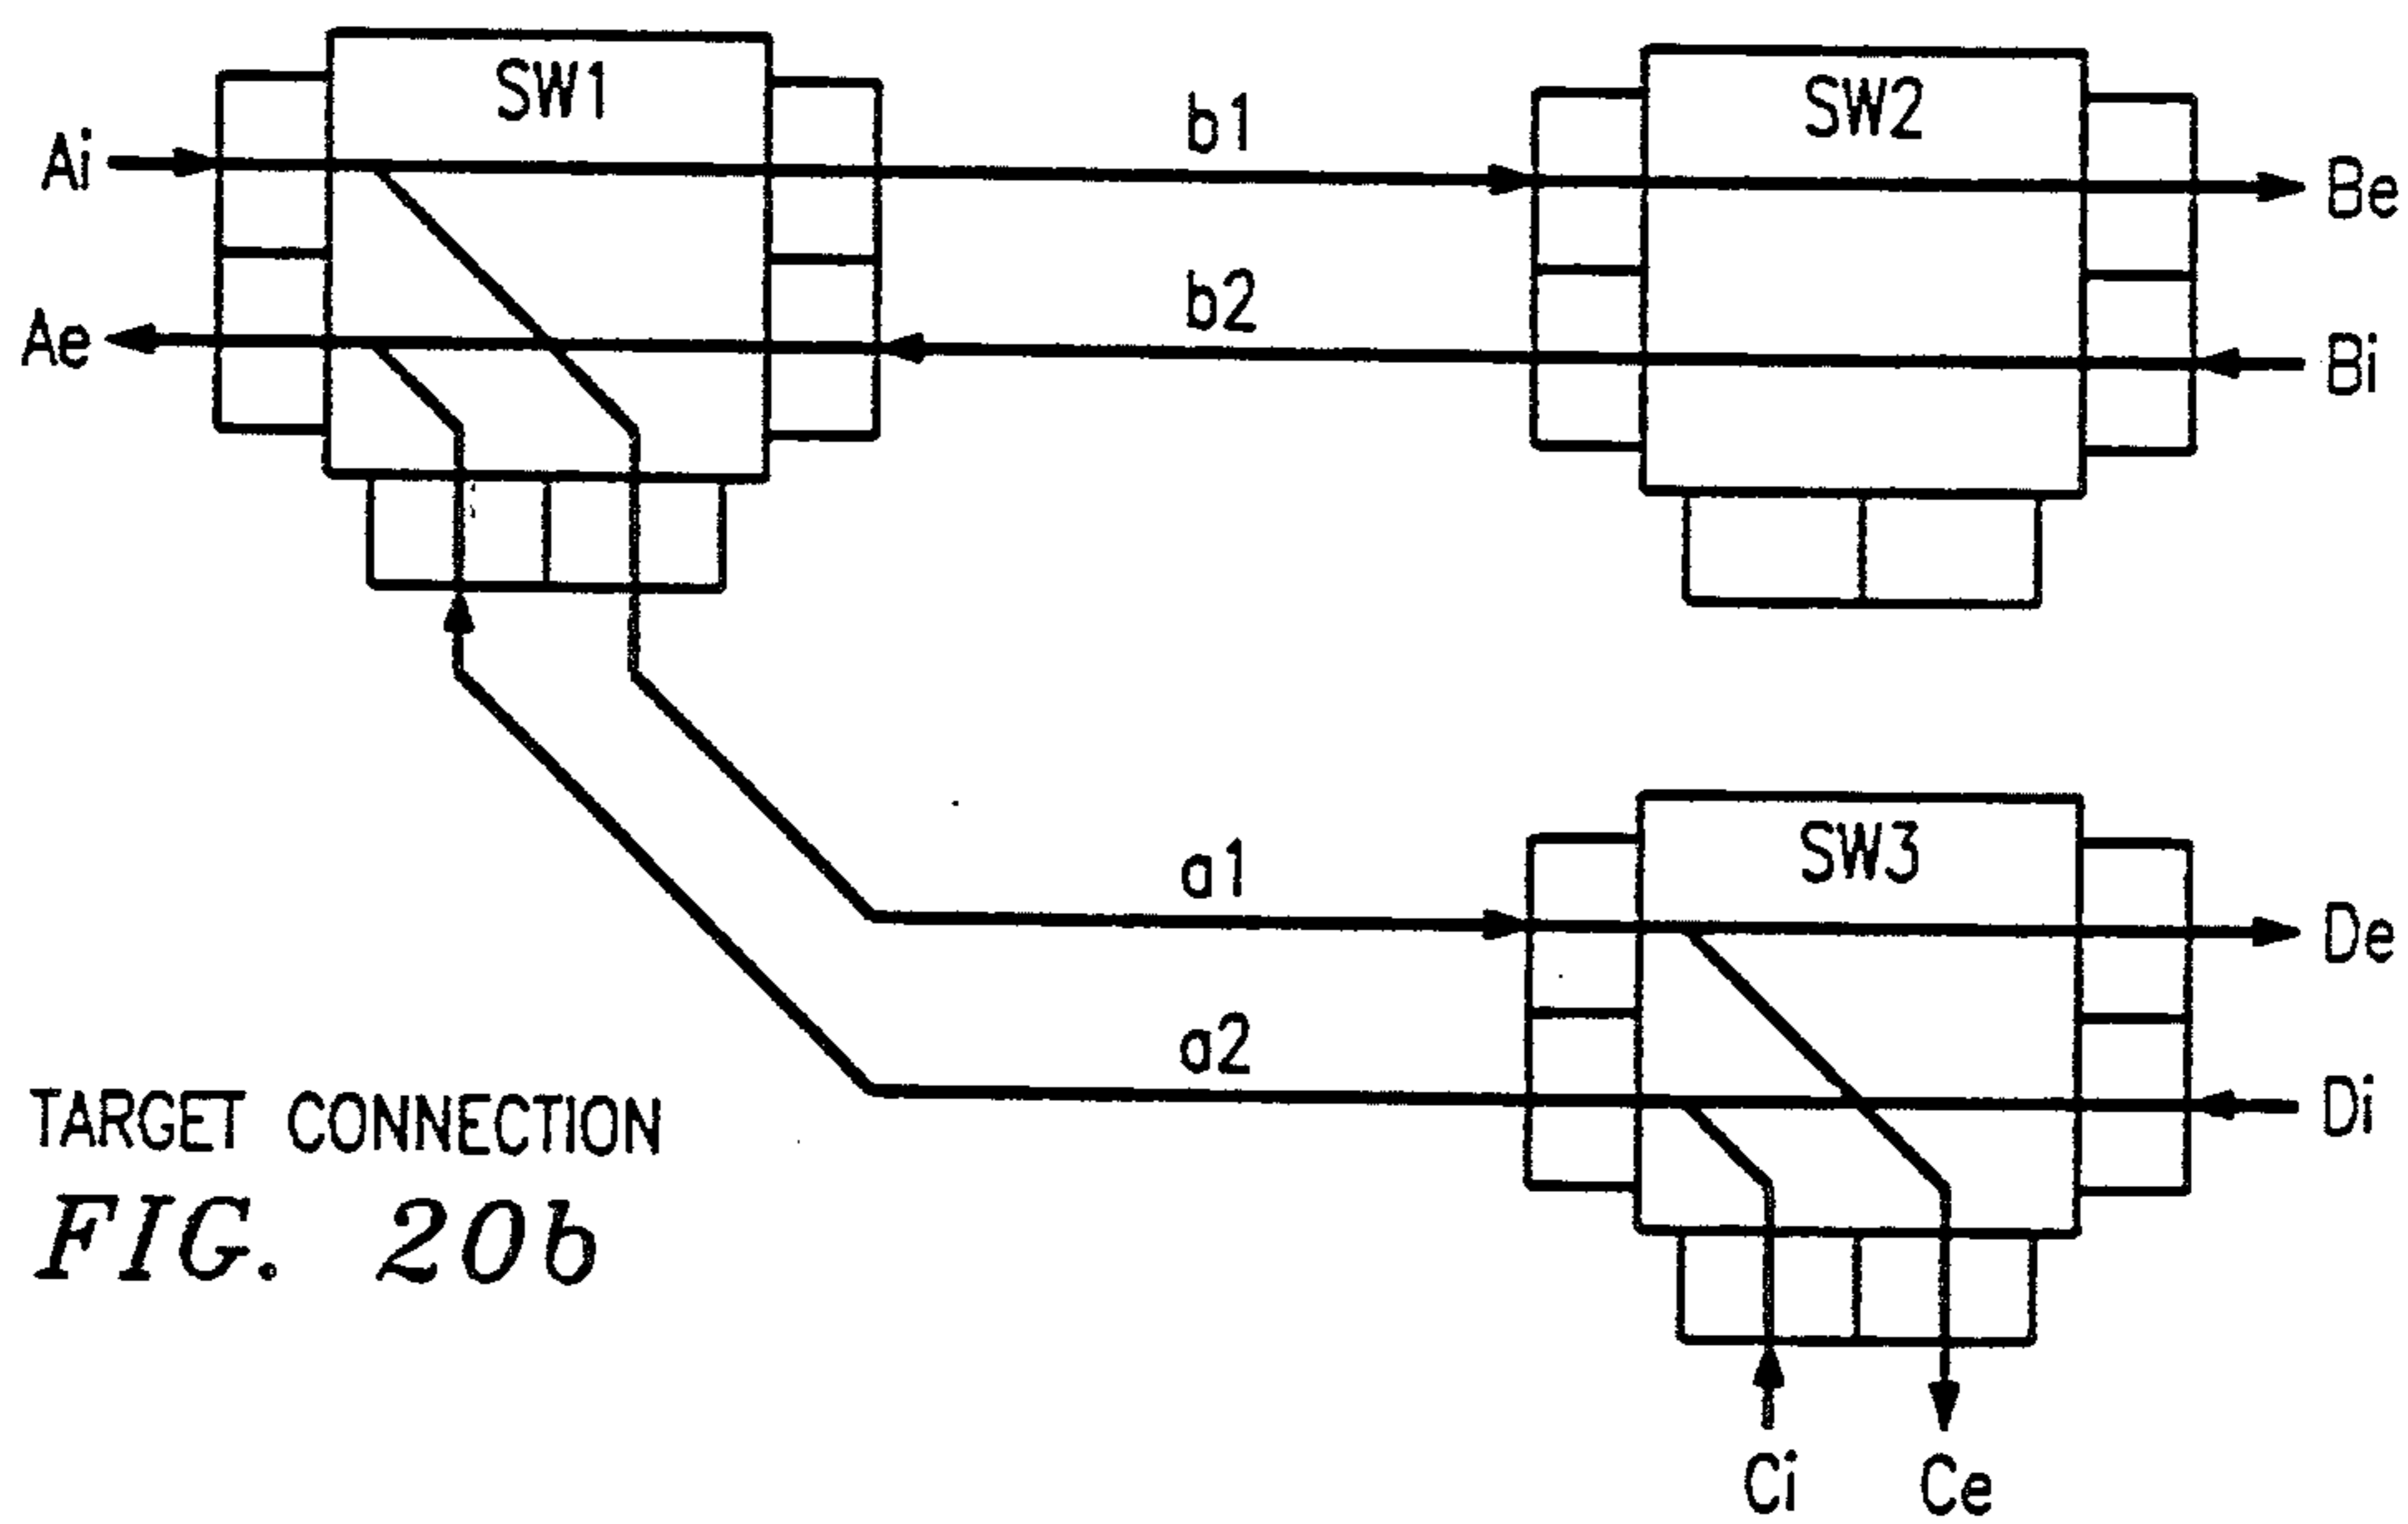 SW1
SW2
Ai
b1
Be
Ae
b2
Bi
a1
SW3
De
a2
Di
TARGET CONNECTION
FIG. 20b
Ci
Ce